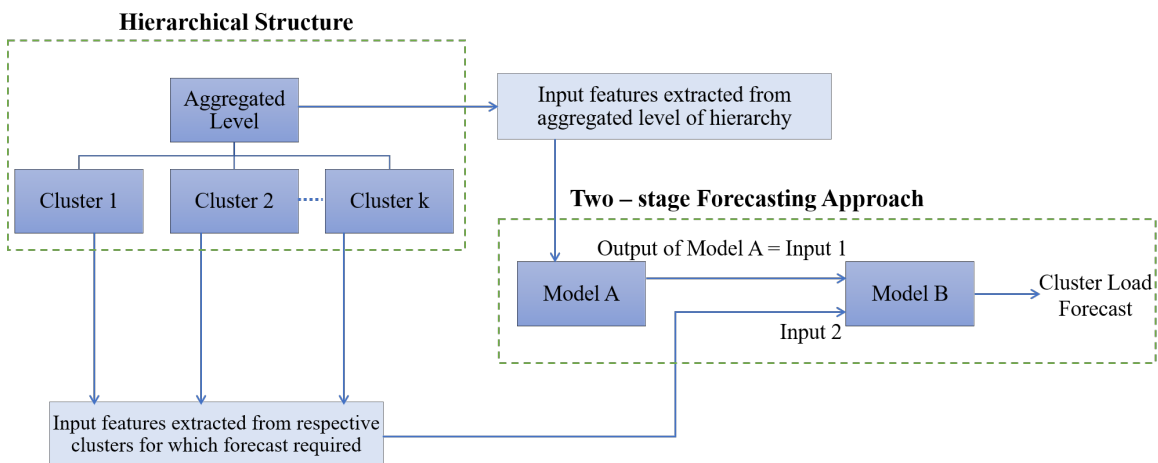 Hierarchical Structure
Aggregated
Level
Input features extracted from
aggregated level of hierarchy
Cluster 1
Cluster 2
Cluster k
Two – stage Forecasting Approach
Output of Model A = Input 1
Model A
Model B
Cluster Load
Forecast
Input 2
Input features extracted from respective
clusters for which forecast required